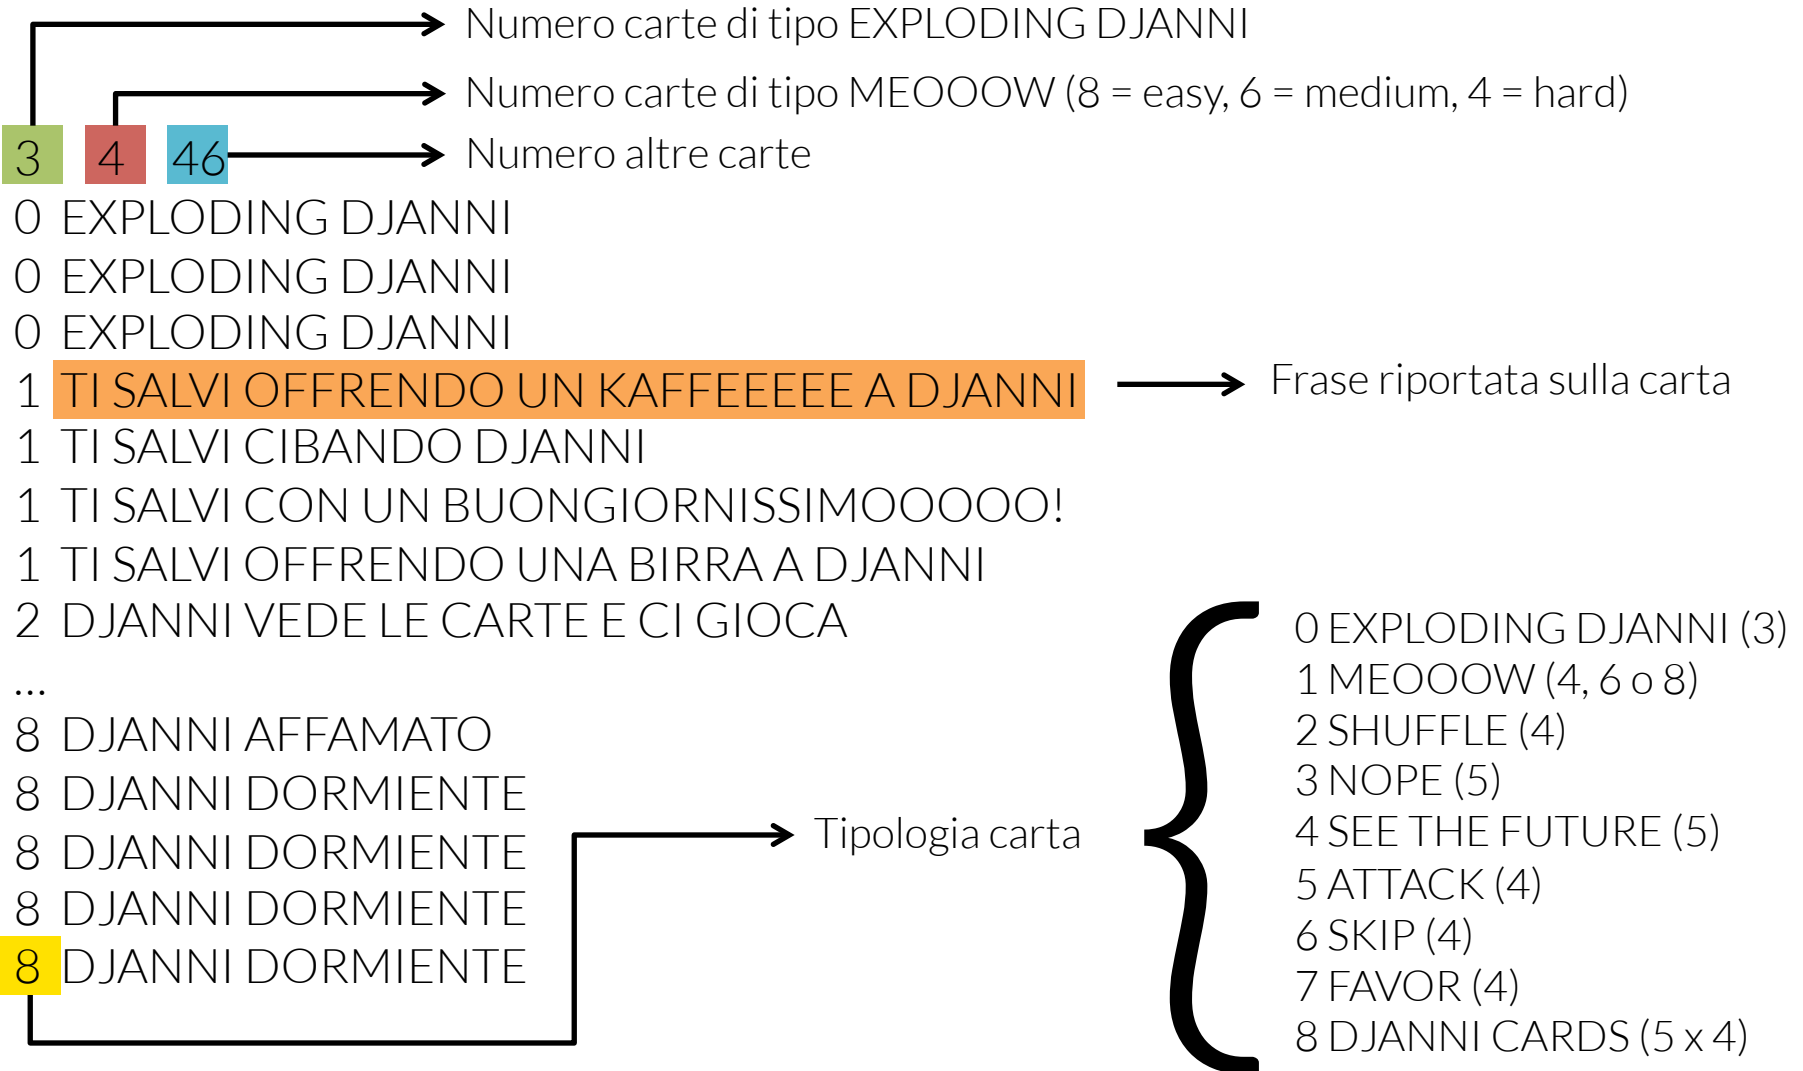 Numero carte di tipo EXPLODING DJANNI
Numero carte di tipo MEOOOW (8 = easy, 6 = medium, 4 = hard)
3 4 46 Numero altre carte
0 EXPLODING DJANNI
0 EXPLODING DJANNI
0 EXPLODING DJANNI
1 TI SALVI OFFRENDO UN KAFFEEEEE A DJANNI
Frase riportata sulla carta
1 TI SALVI CIBANDO DJANNI
1 TI SALVI CON UN BUONGIORNISSIMOOOOO!
1 TI SALVI OFFRENDO UNA BIRRA A DJANNI
2 DJANNI VEDE LE CARTE E CI GIOCA
...
8 DJANNI AFFAMATO
8 DJANNI DORMIENTE
8 DJANNI DORMIENTE
8 DJANNI DORMIENTE
8 DJANNI DORMIENTE
Tipologia carta
0 EXPLODING DJANNI (3)
1 MEOOOW (4, 6 o 8)
2 SHUFFLE (4)
3 NOPE (5)
4 SEE THE FUTURE (5)
5 ATTACK (4)
6 SKIP (4)
7 FAVOR (4)
8 DJANNI CARDS (5 x 4)